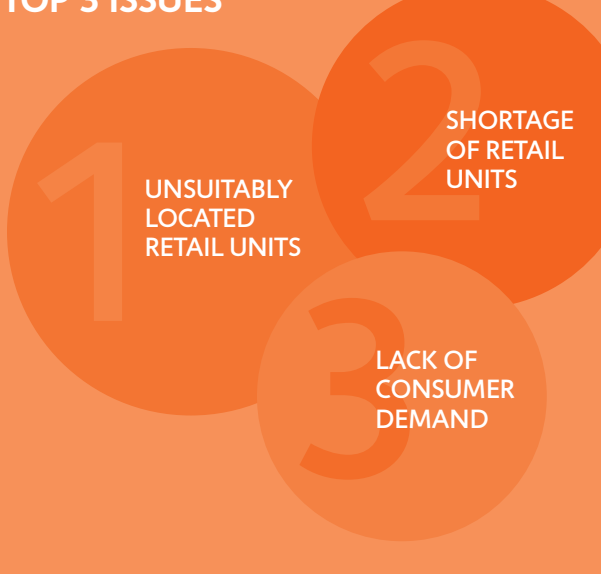 TOP 3 ISSUES
1
UNSUITABLY
LOCATED
RETAIL UNITS
2
SHORTAGE
OF RETAIL
UNITS
3
LACK OF
CONSUMER
DEMAND